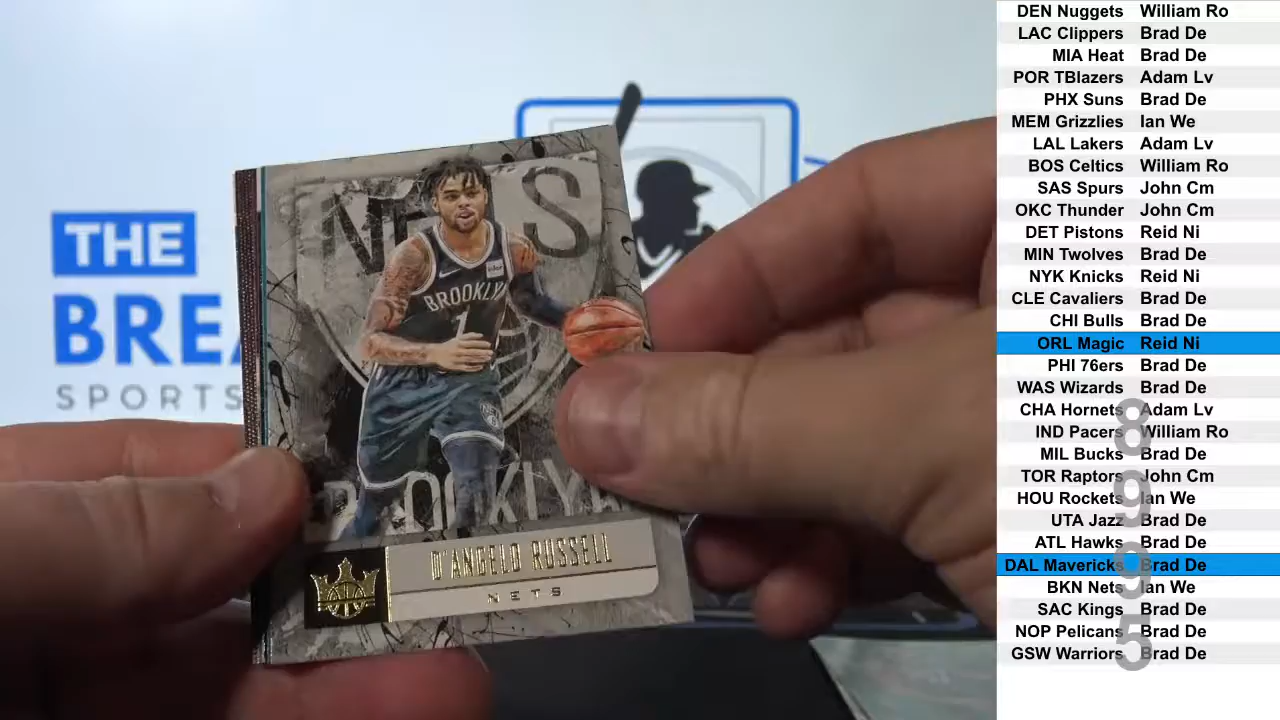 THE
BREA
SPORTS
NETS
BROOKLYN
1
BROOKLYN
D'ANGELO RUSSELL
NETS
DEN Nuggets William Ro
LAC Clippers Brad De
MIA Heat Brad De
POR TBlazers Adam Lv
PHX Suns Brad De
MEM Grizzlies Ian We
LAL Lakers Adam Lv
BOS Celtics William Ro
SAS Spurs John Cm
OKC Thunder John Cm
DET Pistons Reid Ni
MIN Twolves Brad De
NYK Knicks Reid Ni
CLE Cavaliers Brad De
CHI Bulls Brad De
ORL Magic Reid Ni
PHI 76ers Brad De
WAS Wizards Brad De
CHA Hornets Adam Lv
IND Pacers William Ro
MIL Bucks Brad De
TOR Raptors John Cm
HOU Rockets Ian We
UTA Jazz Brad De
ATL Hawks Brad De
DAL Mavericks Brad De
BKN Nets Ian We
SAC Kings Brad De
NOP Pelicans Brad De
GSW Warriors Brad De
8995